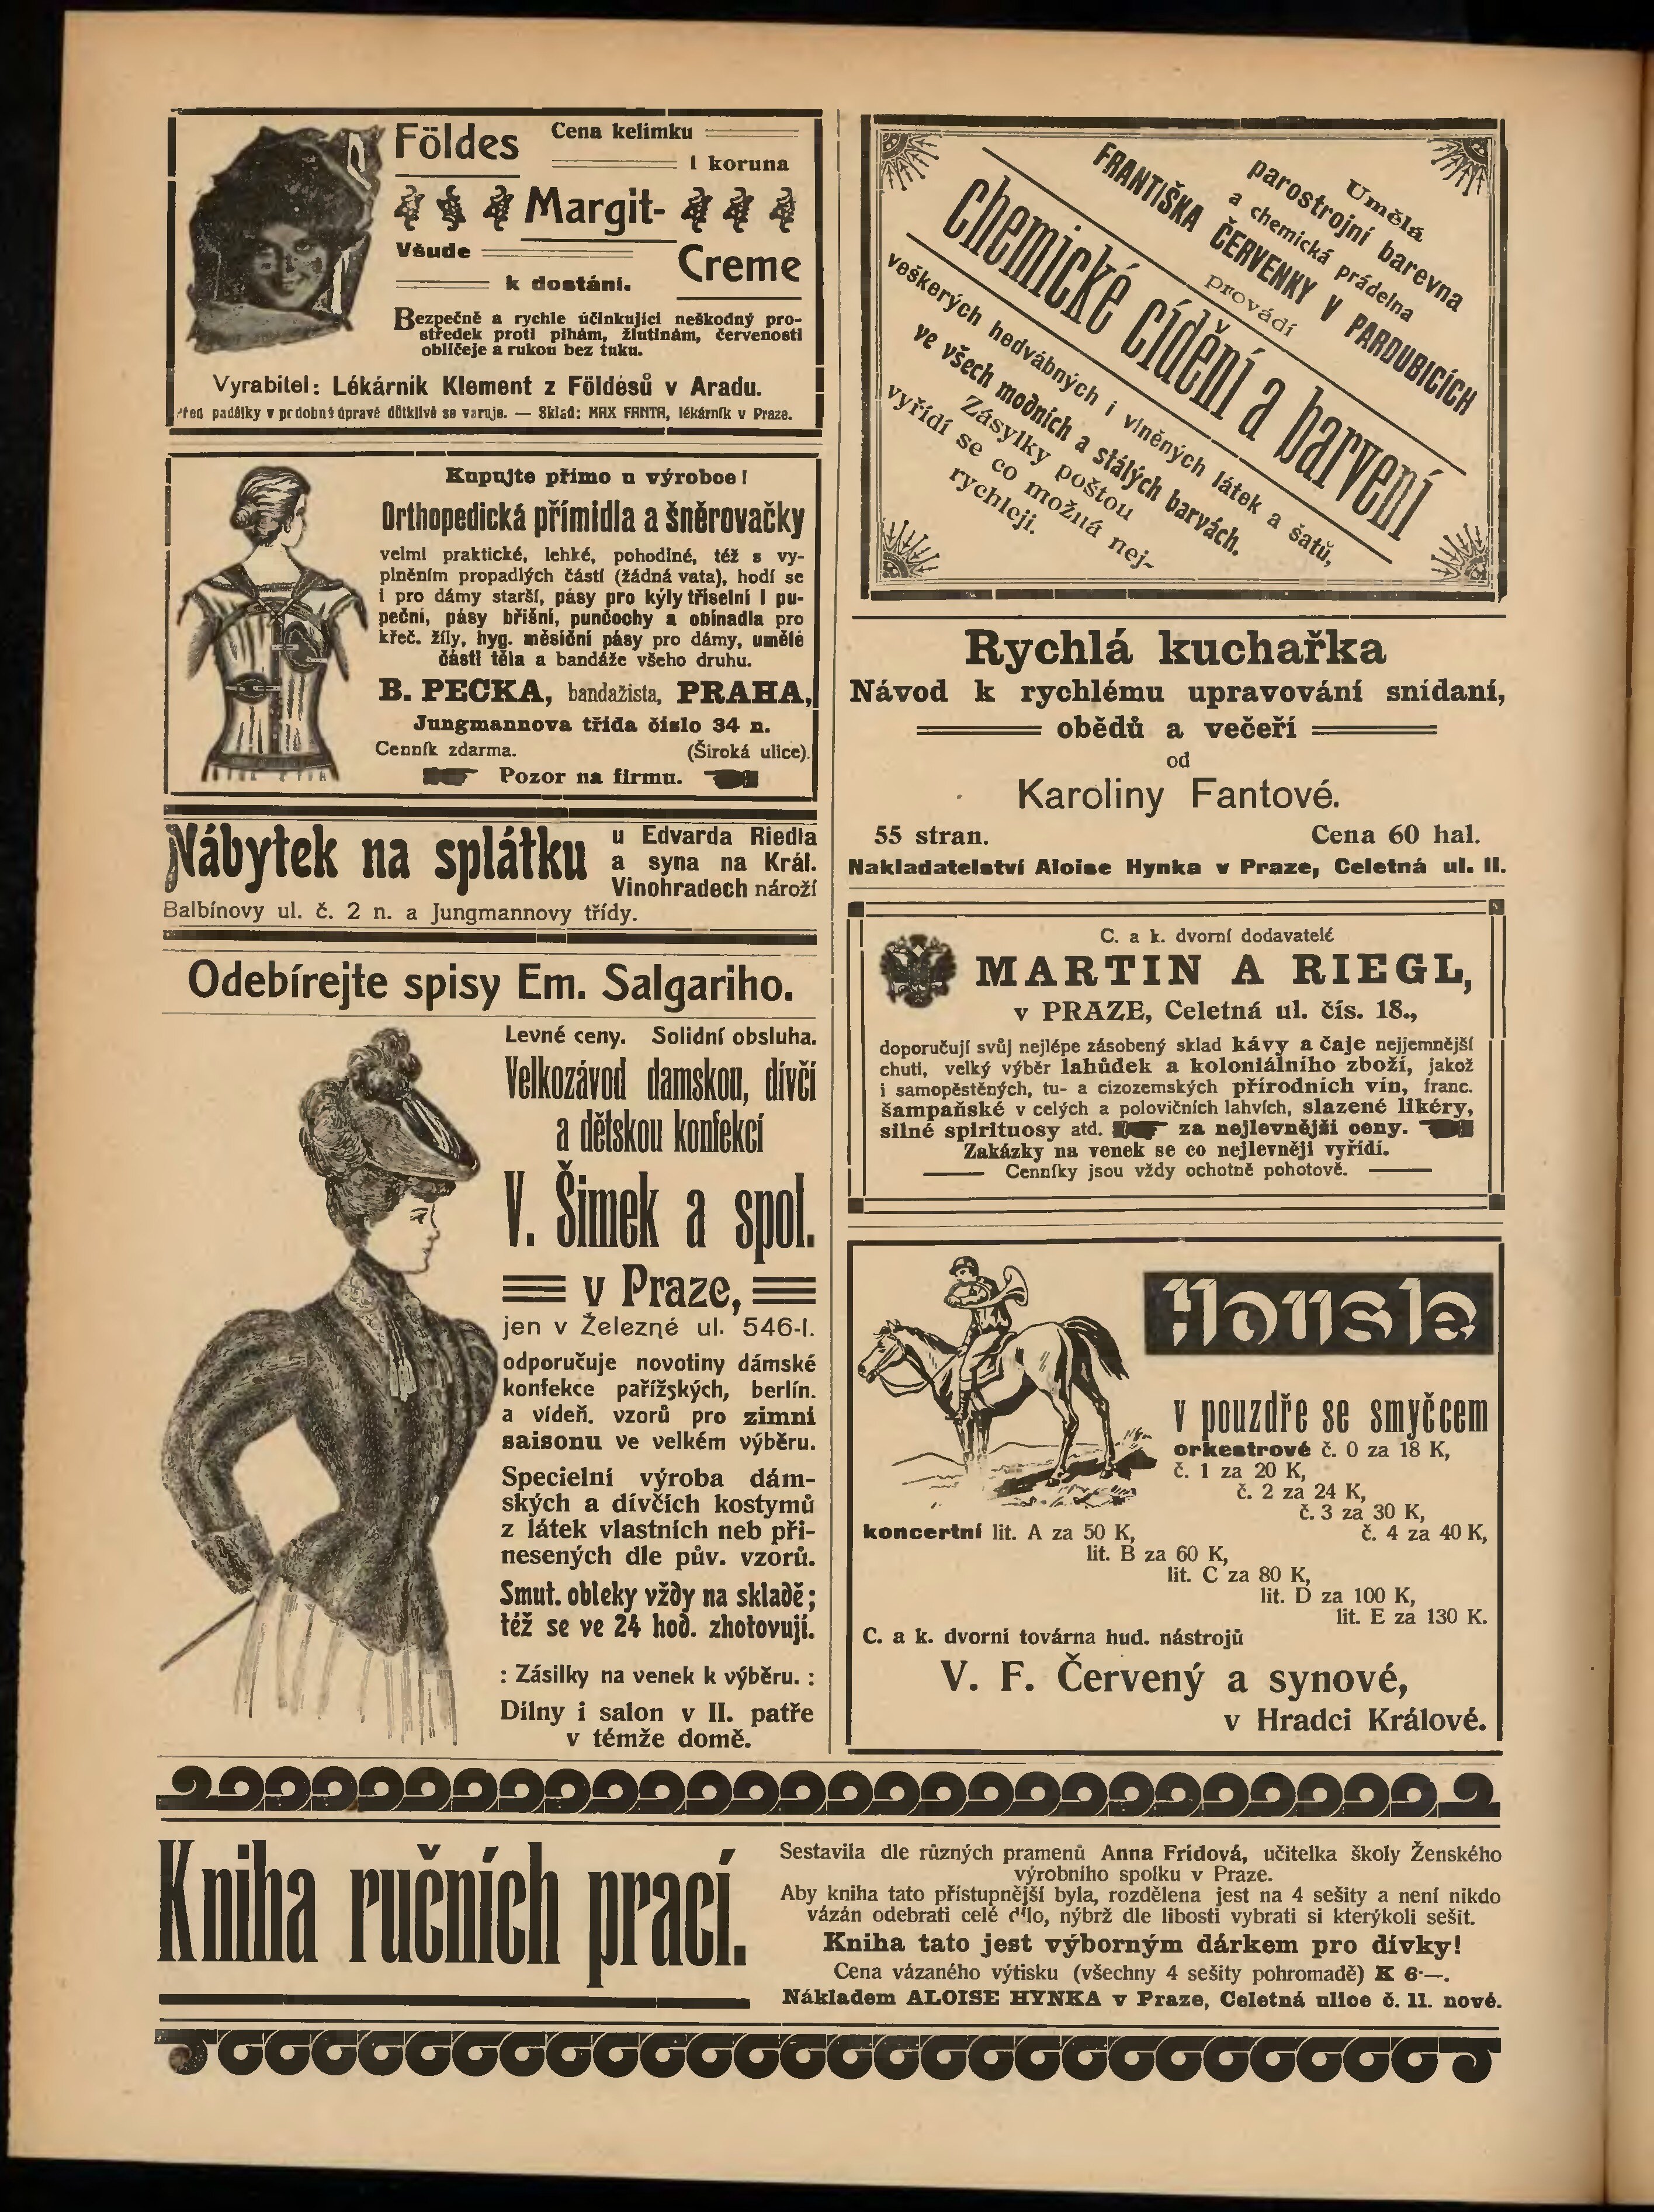 Földes
Cena kelimku
1 koruna
Margit-
Všude
k dostání.
Creme
Bezpečně a rychle účinkující neškodný pro-
středek proti pihám, žlutinám, červenosti
obličeje a rukou bez tuku.
Vyrabitel: Lékárník Klement z Földesů v Aradu.
Před padělky v podobné úpravě důtklivě se varuje. — Sklad: MAX FANTA, lékárník v Praze.
Kupujte přímo u výrobce!
Orthopedická přímidla a šněrovačky
velmi praktické, lehké, pohodlné, též s vy-
plněním propadlých částí (žádná vata), hodí se
i pro dámy starší, pásy pro kýly tříselní i pu-
peční, pásy břišní, punčochy a obinadla pro
křeč. žíly, hyg. měsíční pásy pro dámy, umělé
části těla a bandáže všeho druhu.
B. PECKA, bandažista, PRAHA,
Jungmannova třída číslo 34 n.
Cenník zdarma. (Široká ulice).
Pozor na firmu.
Nábytek na splátku
u Edvarda Riedla
a syna na Král.
Vinohradech nároží
Balbínovy ul. č. 2 n. a Jungmannovy třídy.
Odebírejte spisy Em. Salgariho.
Levné ceny. Solidní obsluha.
Velkozávod damskou, dívčí
a dětskou konfekcí
V. Šimek a spol.
v Praze,
jen v Železné ul. 546-I.
odporučuje novotiny dámské
konfekce pařížských, berlín.
a vídeň. vzorů pro zimní
saisonu ve velkém výběru.
Specielní výroba dám-
ských a dívčích kostymů
z látek vlastních neb při-
nesených dle pův. vzorů.
Smut. obleky vždy na skladě;
též se ve 24 hod. zhotovují.
: Zásilky na venek k výběru. :
Dílny i salon v II. patře
v témže domě.
Umělá
parostrojní barevna
a chemická prádelna
FRANTIŠKA ČERVENKY V PARDUBICÍCH
provádí
chemické cídění a barvení
veškerých hedvábných i vlněných látek a šatů,
ve všech modních a stálých barvách.
Zásylky poštou
vyřídí se co možná nej-
rychleji.
Rychlá kuchařka
Návod k rychlému upravování snídaní,
obědů a večeří
od
Karoliny Fantové.
55 stran. Cena 60 hal.
Nakladatelství Aloise Hynka v Praze, Celetná ul. II.
C. a k. dvorní dodavatelé
MARTIN A RIEGL,
v PRAZE, Celetná ul. čís. 18.,
doporučují svůj nejlépe zásobený sklad kávy a čaje nejjemnější
chuti, velký výběr lahůdek a koloniálního zboží, jakož
i samopěstěných, tu- a cizozemských přírodních vín, franc.
šampaňské v celých a polovičních lahvích, slazené likéry,
silné spirituosy atd. za nejlevnější ceny.
Zakázky na venek se co nejlevněji vyřídí.
Cenníky jsou vždy ochotně pohotově.
Housle
v pouzdře se smyčcem
orkestrové č. 0 za 18 K,
č. 1 za 20 K,
č. 2 za 24 K,
č. 3 za 30 K,
č. 4 za 40 K,
koncertní lit. A za 50 K,
lit. B za 60 K,
lit. C za 80 K,
lit. D za 100 K,
lit. E za 130 K.
C. a k. dvorní továrna hud. nástrojů
V. F. Červený a synové,
v Hradci Králové.
Kniha ručních prací.
Sestavila dle různých pramenů Anna Frídová, učitelka školy Ženského
výrobního spolku v Praze.
Aby kniha tato přístupnější byla, rozdělena jest na 4 sešity a není nikdo
vázán odebrati celé dílo, nýbrž dle libosti vybrati si kterýkoli sešit.
Kniha tato jest výborným dárkem pro dívky!
Cena vázaného výtisku (všechny 4 sešity pohromadě) K 6·—.
Nákladem ALOISE HYNKA v Praze, Celetná ulice č. 11. nové.